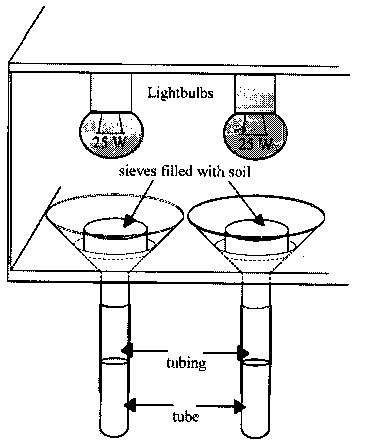 Lightbulbs
25 W 25 W
sieves filled with soil
tubing
tube